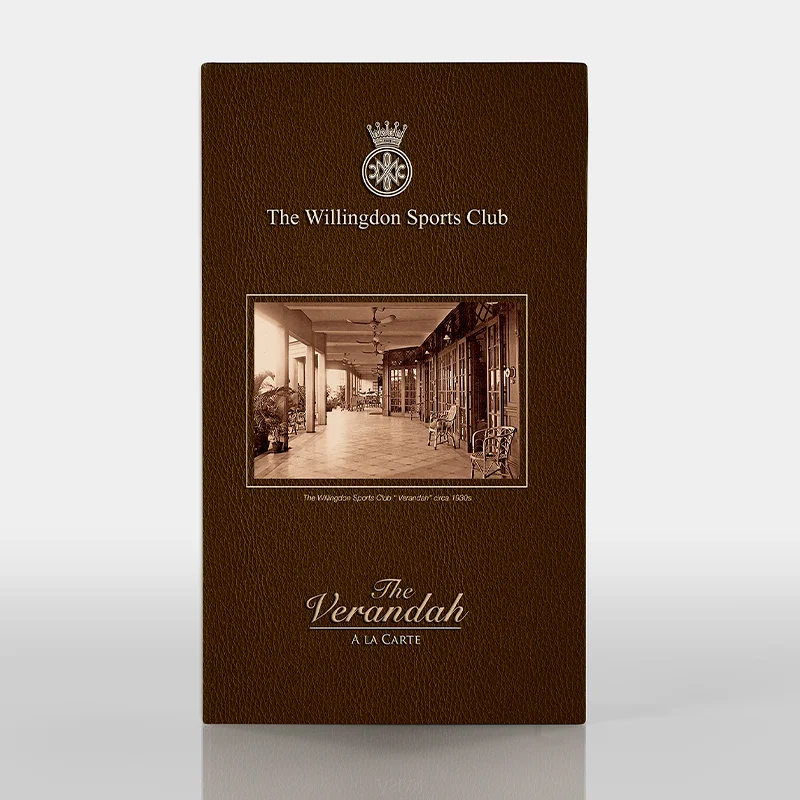 The Willingdon Sports Club
The Willingdon Sports Club " Verandah" circa 1930s
The
Verandah
A LA CARTE